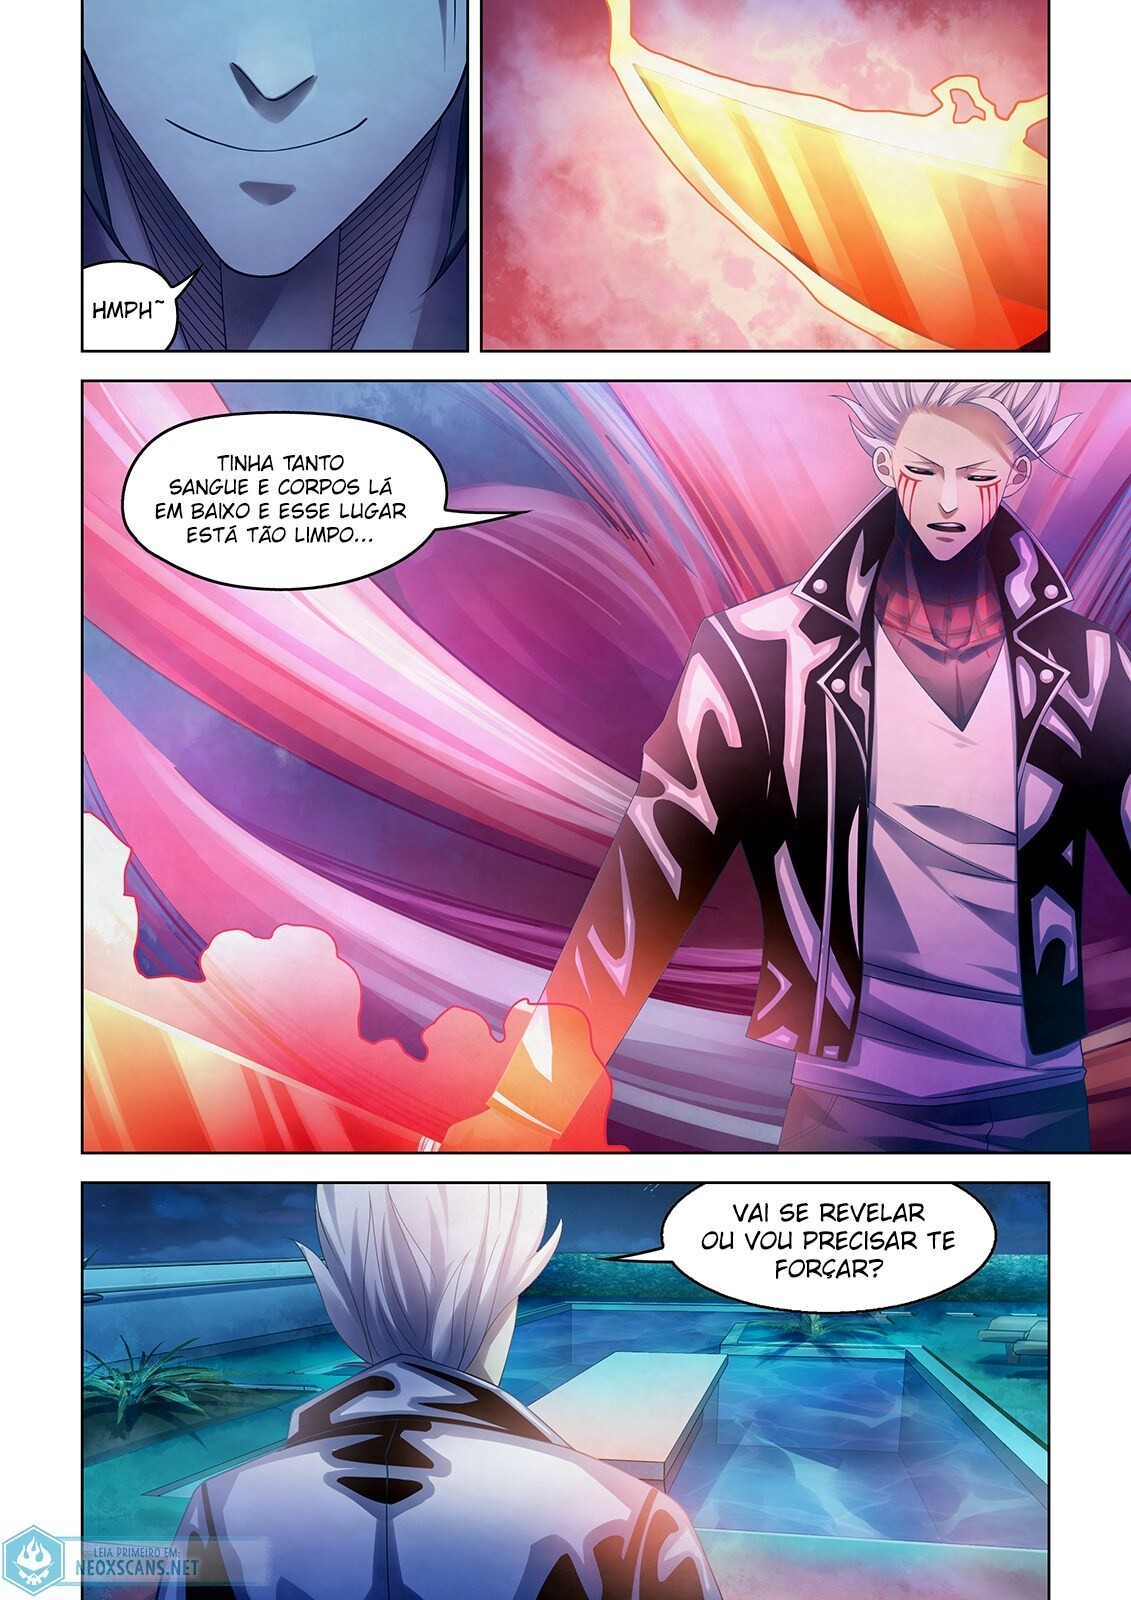 HMPH~
TINHA TANTO
SANGUE E CORPOS LÁ
EM BAIXO E ESSE LUGAR
ESTÁ TÃO LIMPO...
VAI SE REVELAR
OU VOU PRECISAR TE
FORÇAR?
LEIA PRIMEIRO EM:
NEOXSCANS.NET